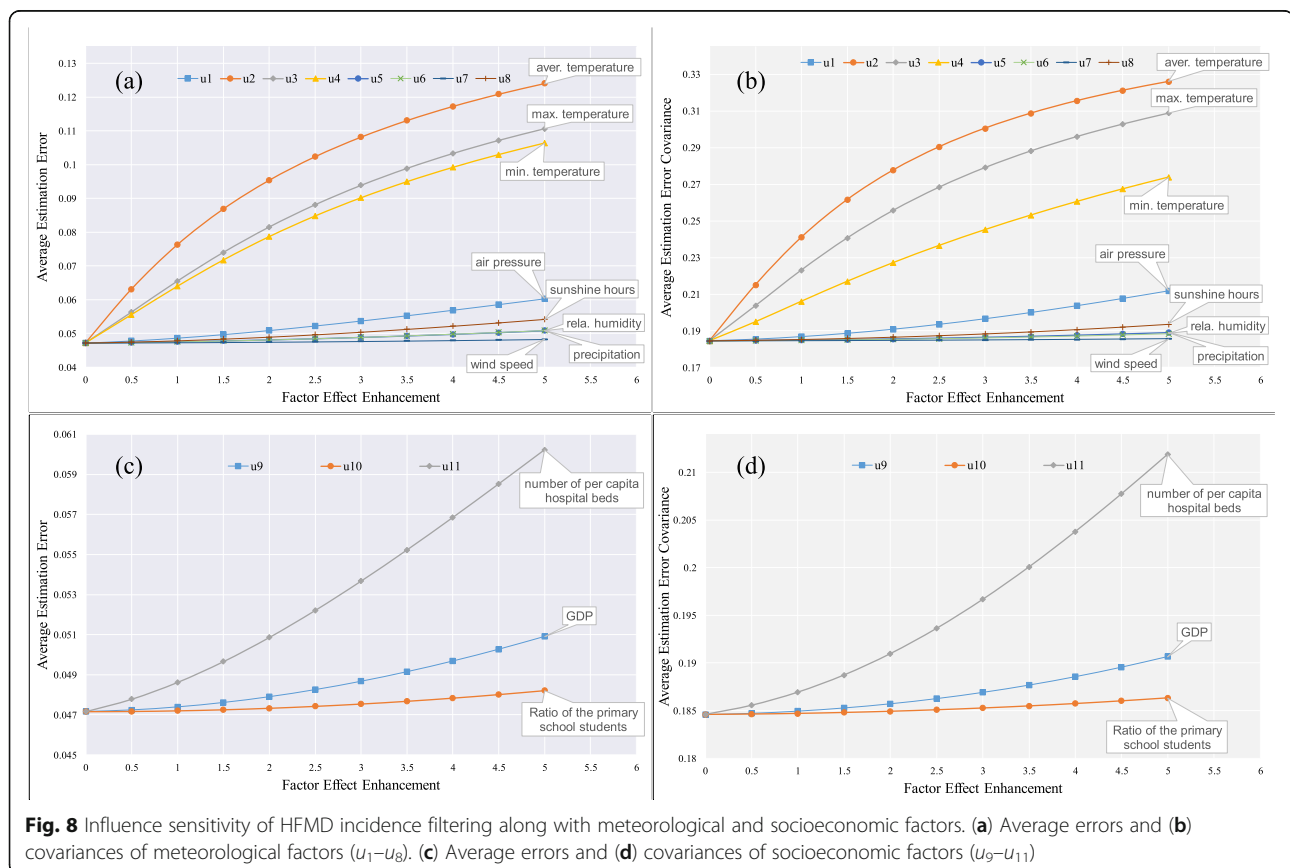 (a)
u1 u2 u3 u4 u5 u6 u7 u8
Average Estimation Error
0.13
0.12
0.11
0.1
0.09
0.08
0.07
0.06
0.05
0.04
aver. temperature
max. temperature
min. temperature
air pressure
sunshine hours
rela. humidity
precipitation
wind speed
0 0.5 1 1.5 2 2.5 3 3.5 4 4.5 5 5.5 6
Factor Effect Enhancement
(b)
u1 u2 u3 u4 u5 u6 u7 u8
Average Estimation Error Covariance
0.33
0.31
0.29
0.27
0.25
0.23
0.21
0.19
0.17
aver. temperature
max. temperature
min. temperature
air pressure
sunshine hours
rela. humidity
precipitation
wind speed
0 0.5 1 1.5 2 2.5 3 3.5 4 4.5 5 5.5 6
Factor Effect Enhancement
(c)
u9 u10 u11
Average Estimation Error
0.061
0.059
0.057
0.055
0.053
0.051
0.049
0.047
0.045
number of per capita
hospital beds
GDP
Ratio of the primary
school students
0 0.5 1 1.5 2 2.5 3 3.5 4 4.5 5 5.5 6
Factor Effect Enhancement
(d)
u9 u10 u11
Average Estimation Error Covariance
0.21
0.205
0.2
0.195
0.19
0.185
0.18
number of per capita
hospital beds
GDP
Ratio of the primary
school students
0 0.5 1 1.5 2 2.5 3 3.5 4 4.5 5 5.5 6
Factor Effect Enhancement
Fig. 8 Influence sensitivity of HFMD incidence filtering along with meteorological and socioeconomic factors. (a) Average errors and (b)
covariances of meteorological factors (u1–u8). (c) Average errors and (d) covariances of socioeconomic factors (u9–u11)